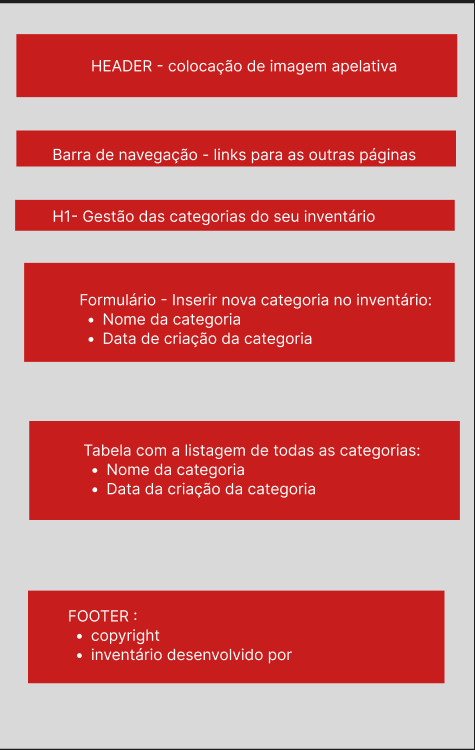 HEADER - colocação de imagem apelativa
Barra de navegação - links para as outras páginas
H1- Gestão das categorias do seu inventário
Formulário - Inserir nova categoria no inventário:
• Nome da categoria
• Data de criação da categoria
Tabela com a listagem de todas as categorias:
• Nome da categoria
• Data da criação da categoria
FOOTER :
• copyright
• inventário desenvolvido por